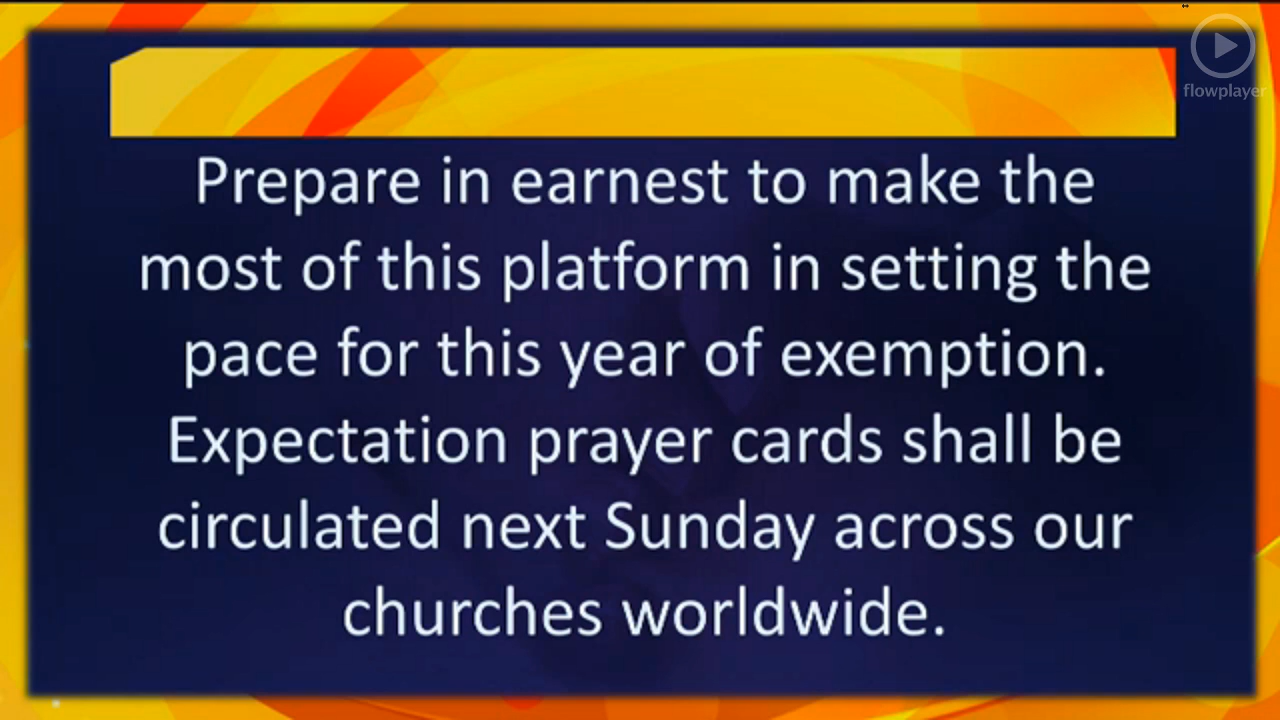 flowplayer
Prepare in earnest to make the
most of this platform in setting the
pace for this year of exemption.
Expectation prayer cards shall be
circulated next Sunday across our
churches worldwide.